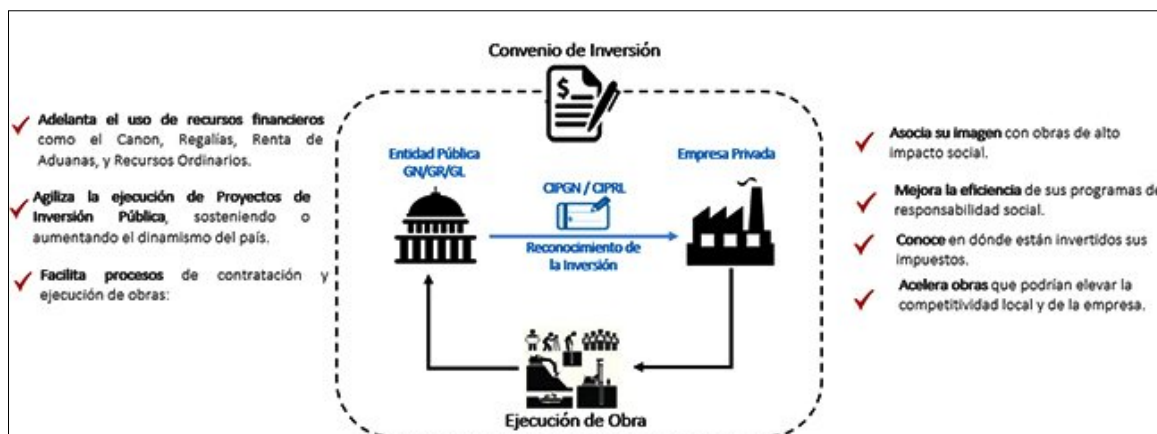 Convenio de Inversión
$
Adelanta el uso de recursos financieros
como el Canon, Regalías, Renta de
Aduanas, y Recursos Ordinarios.
Agiliza la ejecución de Proyectos de
Inversión Pública, sosteniendo o
aumentando el dinamismo del país.
Facilita procesos de contratación y
ejecución de obras:
Entidad Pública
GN/GR/GL
CIPGN / CIPRL
Reconocimiento de
la Inversión
Empresa Privada
Ejecución de Obra
Asocia su imagen con obras de alto
impacto social.
Mejora la eficiencia de sus programas de
responsabilidad social.
Conoce en dónde están invertidos sus
impuestos.
Acelera obras que podrían elevar la
competitividad local y de la empresa.